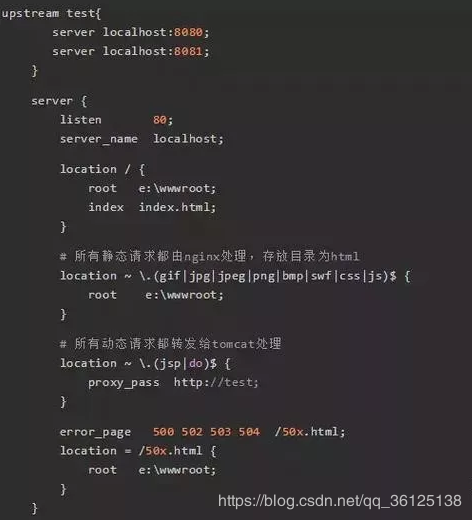 upstream test{
server localhost:8080;
server localhost:8081;
}
server {
listen 80;
server_name localhost;
location / {
root e:\wwwroot;
index index.html;
}
# 所有静态请求都由nginx处理，存放目录为html
location ~ \.(gif|jpg|jpeg|png|bmp|swf|css|js)$ {
root e:\wwwroot;
}
# 所有动态请求都转发给tomcat处理
location ~ \.(jsp|do)$ {
proxy_pass http://test;
}
error_page 500 502 503 504 /50x.html;
location = /50x.html {
root e:\wwwroot;
}
}
https://blog.csdn.net/qq_36125138